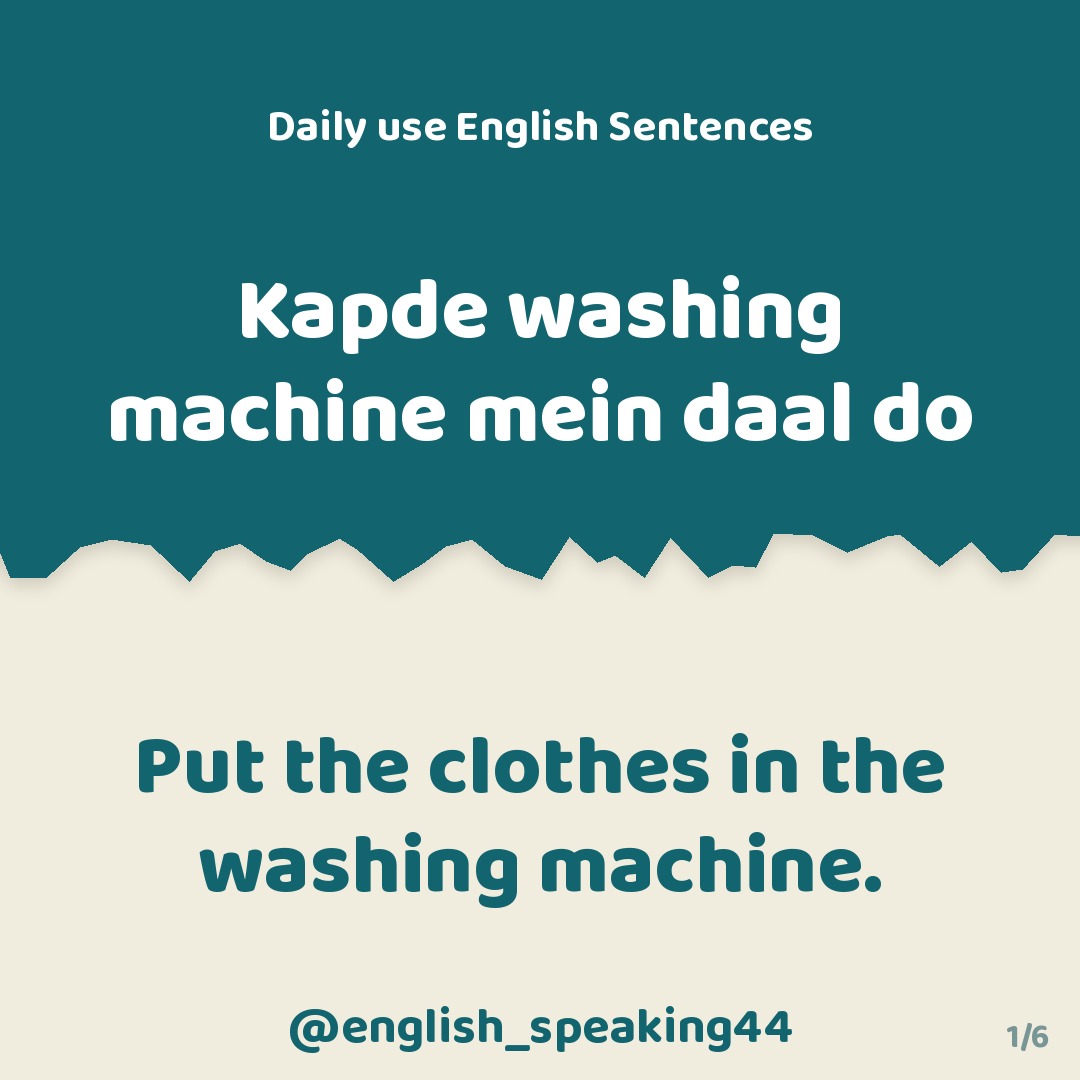 Daily use English Sentences
Kapde washing
machine mein daal do
Put the clothes in the
washing machine.
@english_speaking44
1/6